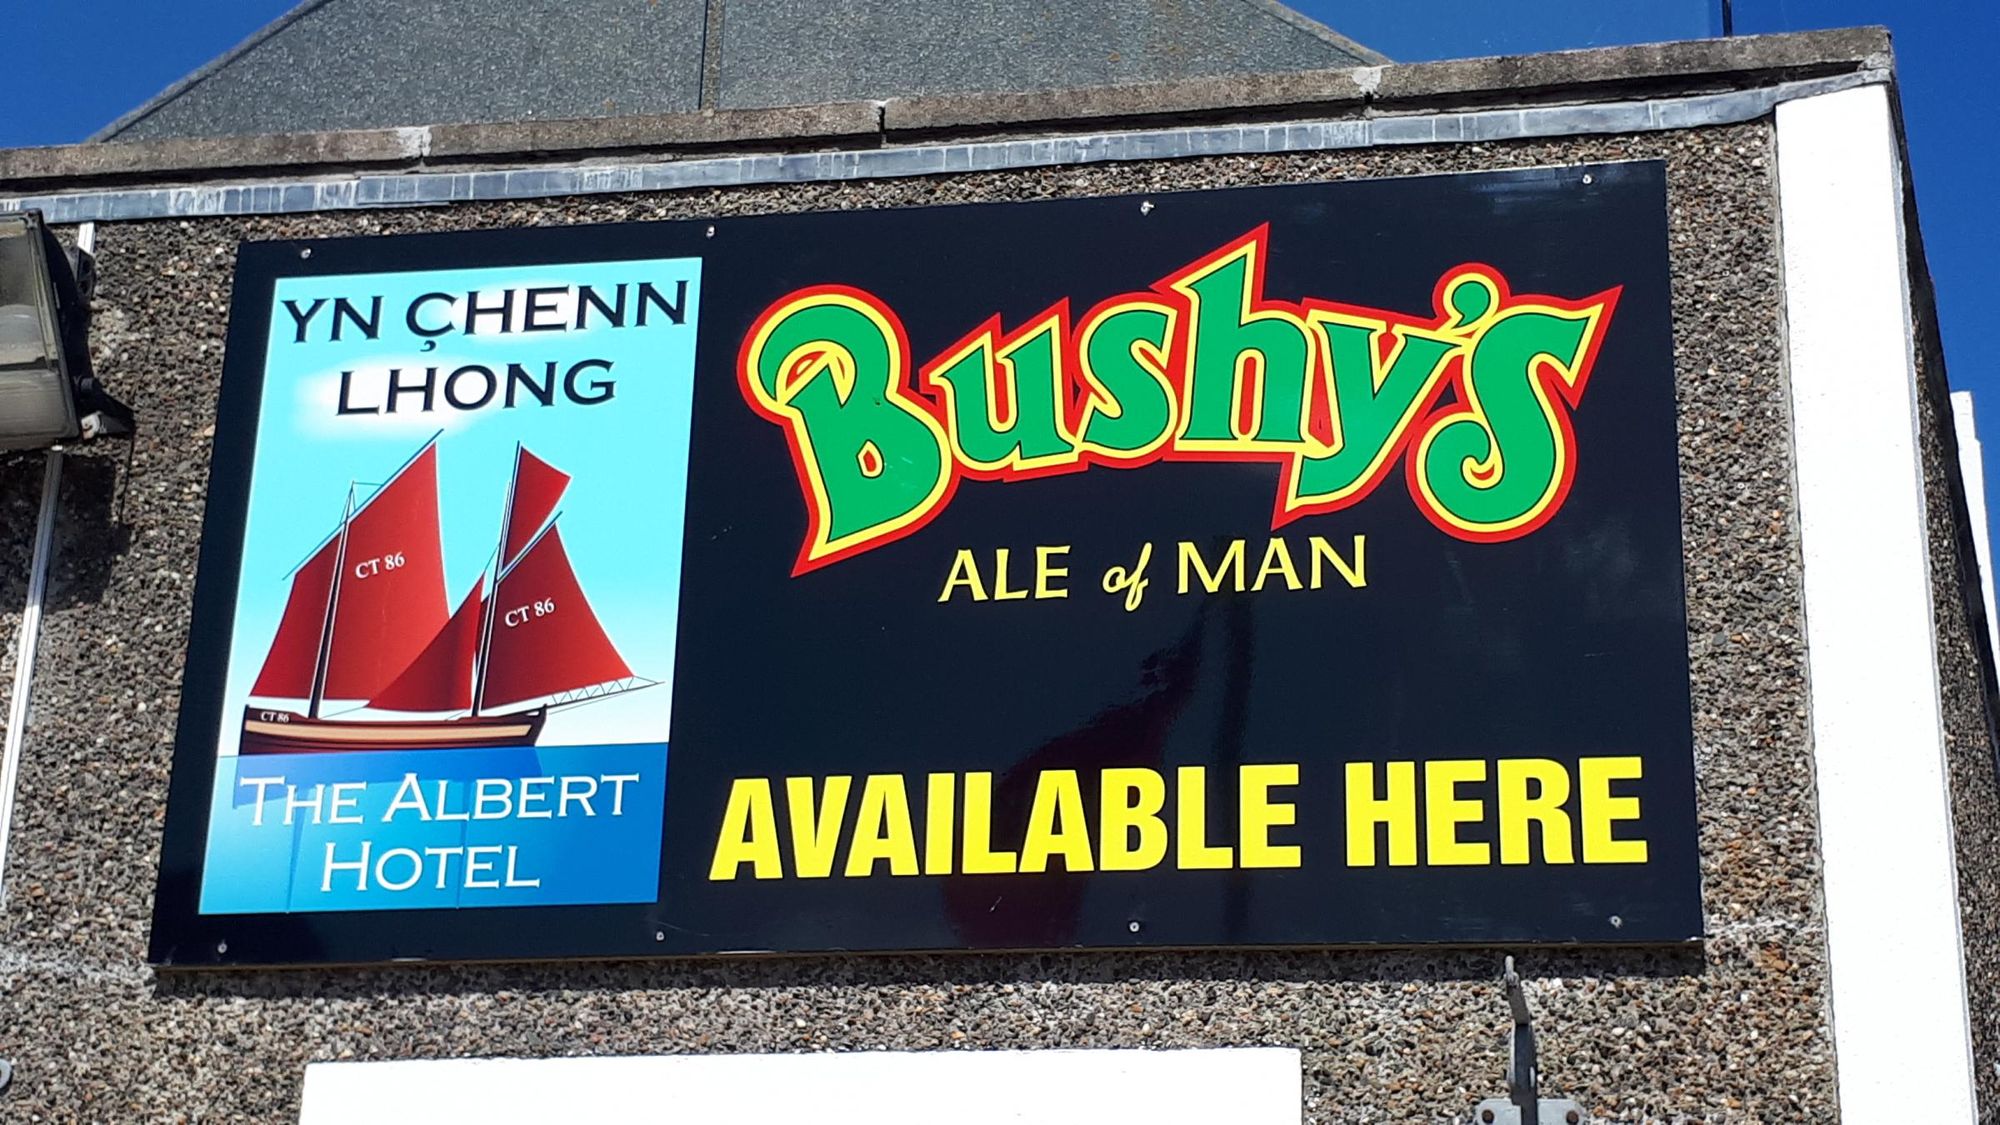 YN ÇHENN
LHONG
CT 86
CT 86
CT 86
THE ALBERT
HOTEL
Bushy's
ALE of MAN
AVAILABLE HERE